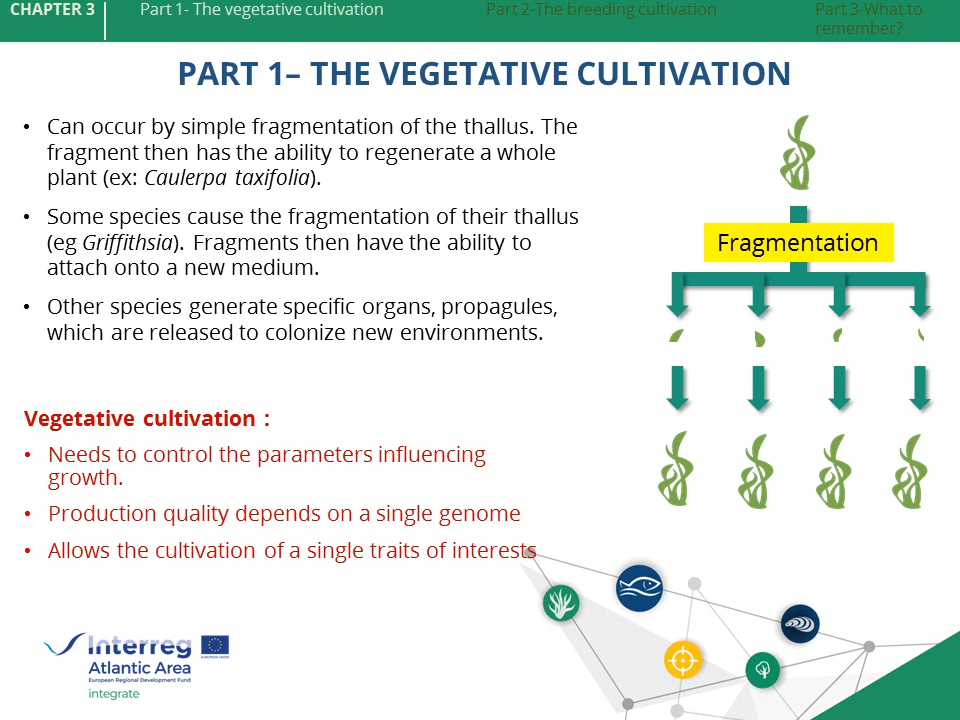 CHAPTER 3
Part 1- The vegetative cultivation
Part 2-The breeding cultivation
Part 3-What to
remember?
PART 1– THE VEGETATIVE CULTIVATION
• Can occur by simple fragmentation of the thallus. The
fragment then has the ability to regenerate a whole
plant (ex: Caulerpa taxifolia).
• Some species cause the fragmentation of their thallus
(eg Griffithsia). Fragments then have the ability to
attach onto a new medium.
• Other species generate specific organs, propagules,
which are released to colonize new environments.
Fragmentation
Vegetative cultivation :
• Needs to control the parameters influencing
growth.
• Production quality depends on a single genome
• Allows the cultivation of a single traits of interests
Interreg
EUROPEAN UNION
Atlantic Area
European Regional Development Fund
integrate